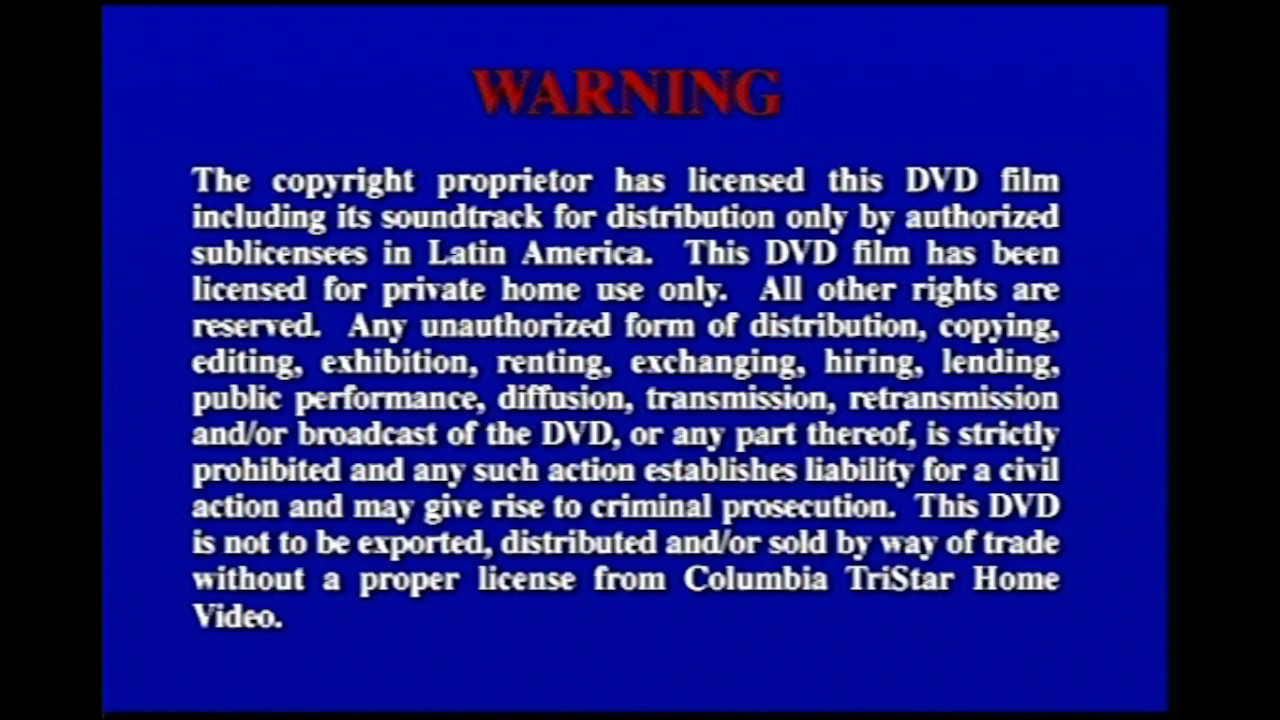 WARNING
The copyright proprietor has licensed this DVD film
including its soundtrack for distribution only by authorized
sublicensees in Latin America. This DVD film has been
licensed for private home use only. All other rights are
reserved. Any unauthorized form of distribution, copying,
editing, exhibition, renting, exchanging, hiring, lending,
public performance, diffusion, transmission, retransmission
and/or broadcast of the DVD, or any part thereof, is strictly
prohibited and any such action establishes liability for a civil
action and may give rise to criminal prosecution. This DVD
is not to be exported, distributed and/or sold by way of trade
without a proper license from Columbia TriStar Home
Video.